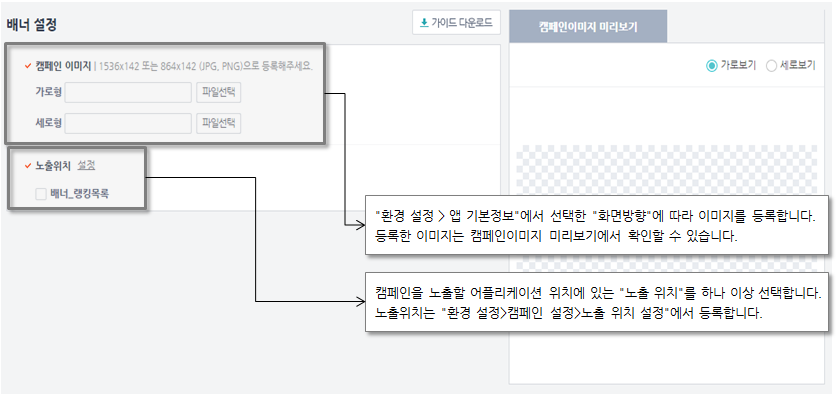 배너 설정
가이드 다운로드
캠페인이미지 미리보기
캠페인 이미지 | 1536x142 또는 864x142 (JPG, PNG)으로 등록해주세요.
가로보기 세로보기
가로형 파일선택
세로형 파일선택
노출위치 설정
배너_랭킹목록
"환경 설정 > 앱 기본정보"에서 선택한 "화면방향"에 따라 이미지를 등록합니다.
등록한 이미지는 캠페인이미지 미리보기에서 확인할 수 있습니다.
캠페인을 노출할 어플리케이션 위치에 있는 "노출 위치"를 하나 이상 선택합니다.
노출위치는 "환경 설정>캠페인 설정>노출 위치 설정"에서 등록합니다.